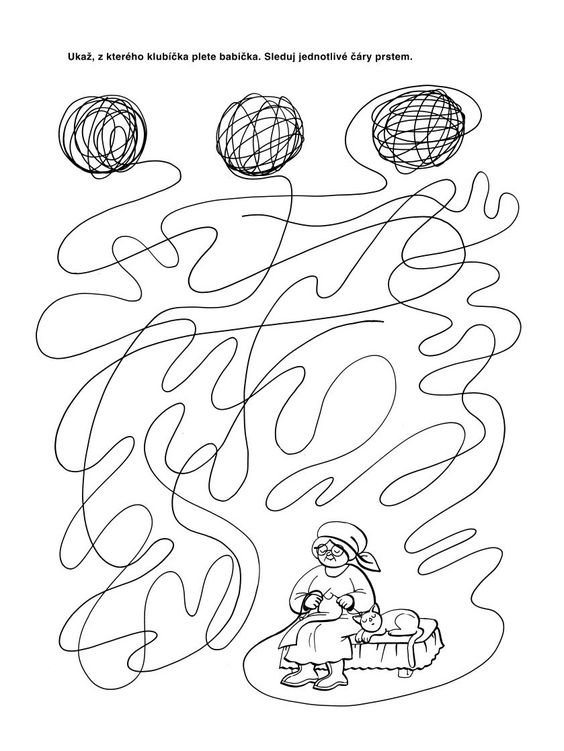 Ukaž, z kterého klubíčka plete babička. Sleduj jednotlivé čáry prstem.